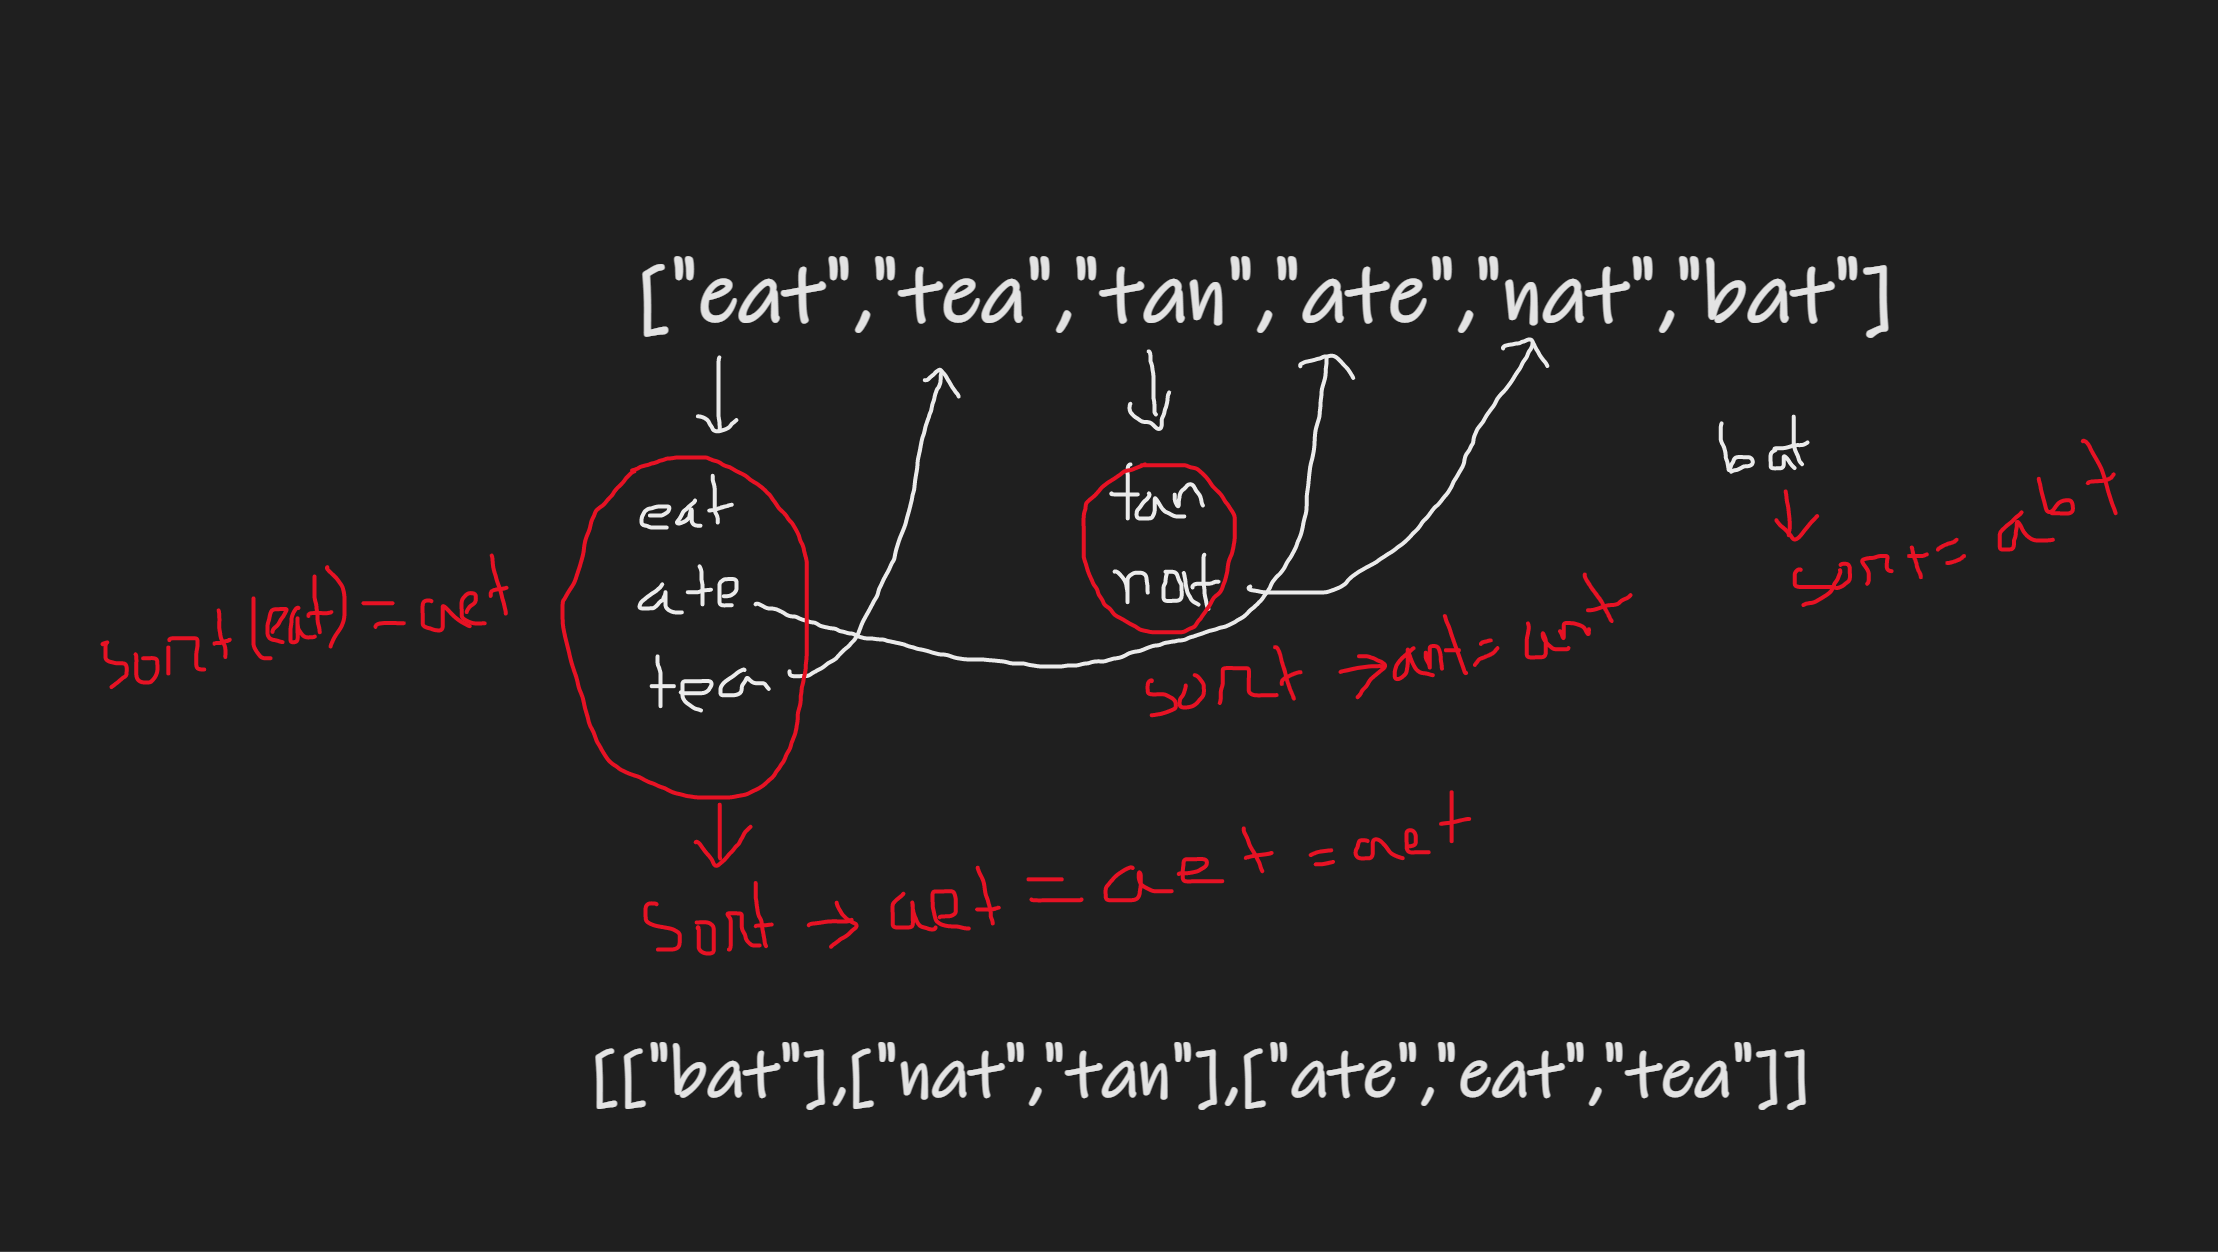 ["eat","tea","tan","ate","nat","bat"]
bat
sort = abt
eat
ate
tea
sort(eat) = aet
tan
nat
sort → ant = ant
sort → aet = aet = aet
[["bat"],["nat","tan"],["ate","eat","tea"]]